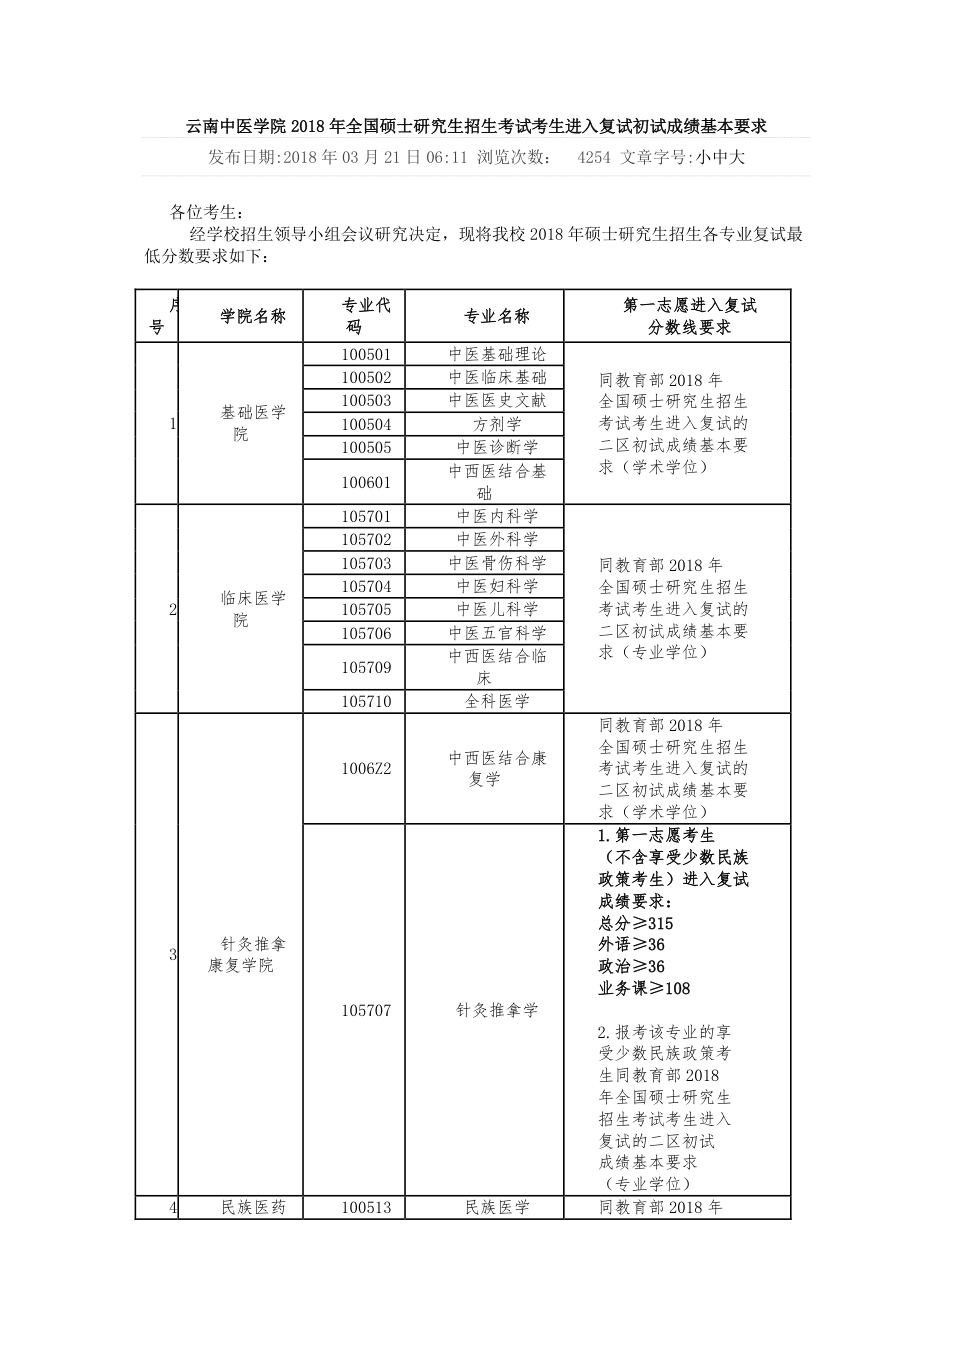 云南中医学院 2018 年全国硕士研究生招生考试考生进入复试初试成绩基本要求
发布日期:2018 年 03 月 21 日 06:11 浏览次数： 4254 文章字号:小中大
各位考生：
经学校招生领导小组会议研究决定，现将我校 2018 年硕士研究生招生各专业复试最
低分数要求如下：
序
号
学院名称
专业代
码
专业名称
第一志愿进入复试
分数线要求
1
基础医学
院
100501 中医基础理论
100502 中医临床基础
100503 中医医史文献
100504 方剂学
100505 中医诊断学
100601 中西医结合基
础
同教育部 2018 年
全国硕士研究生招生
考试考生进入复试的
二区初试成绩基本要
求（学术学位）
2
临床医学
院
105701 中医内科学
105702 中医外科学
105703 中医骨伤科学
105704 中医妇科学
105705 中医儿科学
105706 中医五官科学
105709 中西医结合临
床
105710 全科医学
同教育部 2018 年
全国硕士研究生招生
考试考生进入复试的
二区初试成绩基本要
求（专业学位）
3
针灸推拿
康复学院
1006Z2 中西医结合康
复学
同教育部 2018 年
全国硕士研究生招生
考试考生进入复试的
二区初试成绩基本要
求（学术学位）
105707 针灸推拿学
1.第一志愿考生
（不含享受少数民族
政策考生）进入复试
成绩要求：
总分≥315
外语≥36
政治≥36
业务课≥108
2.报考该专业的享
受少数民族政策考
生同教育部 2018
年全国硕士研究生
招生考试考生进入
复试的二区初试
成绩基本要求
（专业学位）
4 民族医药 100513 民族医学 同教育部 2018 年